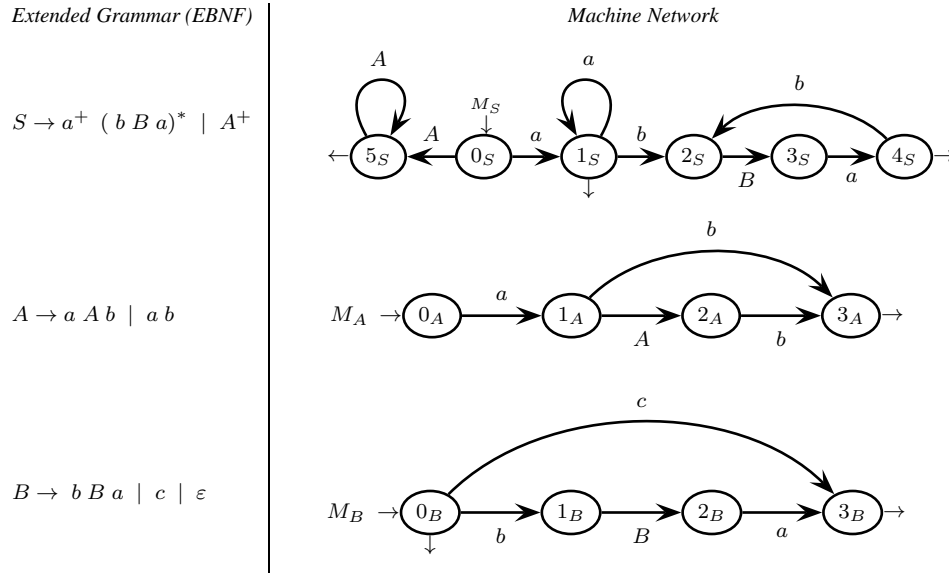 Extended Grammar (EBNF)
Machine Network
S → a⁺ ( b B a )* | A⁺
A
a
b
M_S
A
a
b
5_S
0_S
1_S
2_S
3_S
4_S
B
a
A → a A b | a b
b
M_A
a
0_A
1_A
2_A
3_A
A
b
B → b B a | c | ε
c
M_B
0_B
1_B
2_B
3_B
b
B
a